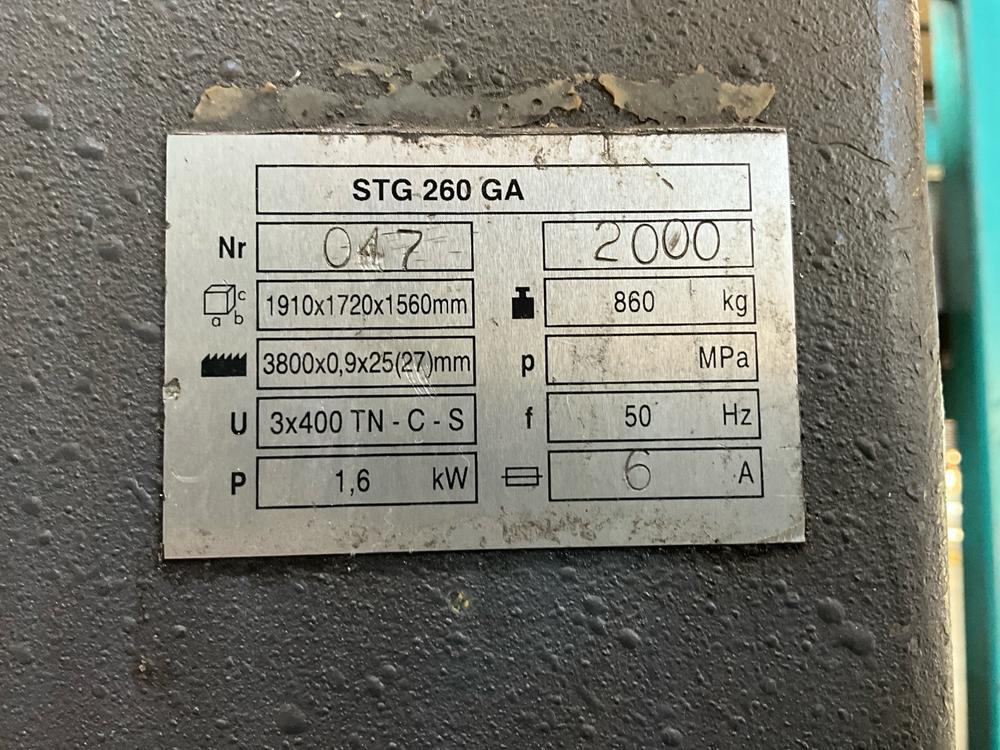 STG 260 GA
Nr 047 2000
c
a b
1910x1720x1560mm 860 kg
3800x0,9x25(27)mm p MPa
U 3x400 TN - C - S f 50 Hz
P 1,6 kW 6 A